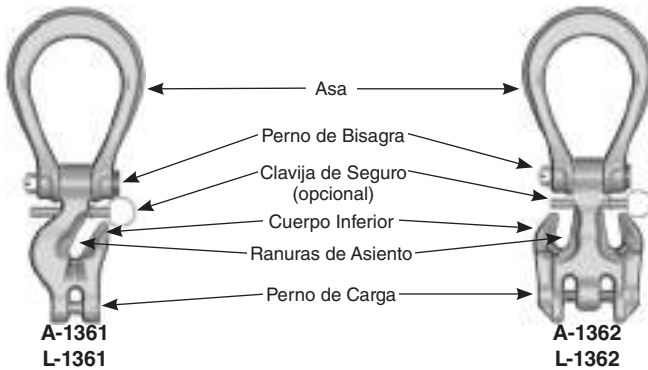 Asa
Perno de Bisagra
Clavija de Seguro
(opcional)
Cuerpo Inferior
Ranuras de Asiento
Perno de Carga
A-1361
L-1361
A-1362
L-1362